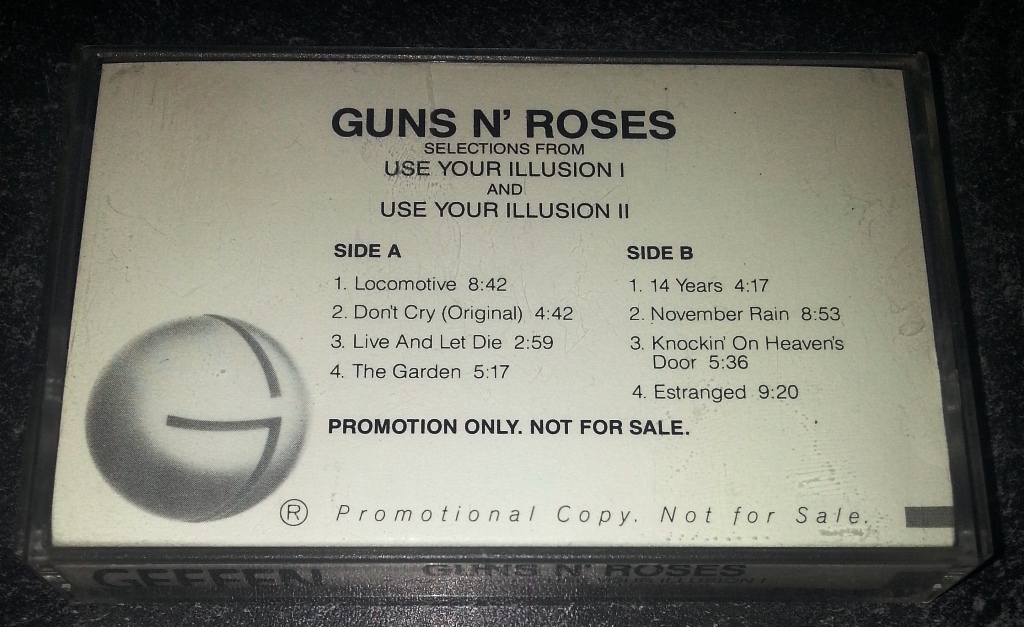 GUNS N' ROSES
SELECTIONS FROM
USE YOUR ILLUSION I
AND
USE YOUR ILLUSION II
SIDE A
1. Locomotive 8:42
2. Don't Cry (Original) 4:42
3. Live And Let Die 2:59
4. The Garden 5:17
SIDE B
1. 14 Years 4:17
2. November Rain 8:53
3. Knockin' On Heaven's
Door 5:36
4. Estranged 9:20
PROMOTION ONLY. NOT FOR SALE.
® Promotional Copy. Not for Sale.
GEFFEN
GUNS N' ROSES
YOUR ILLUSION I